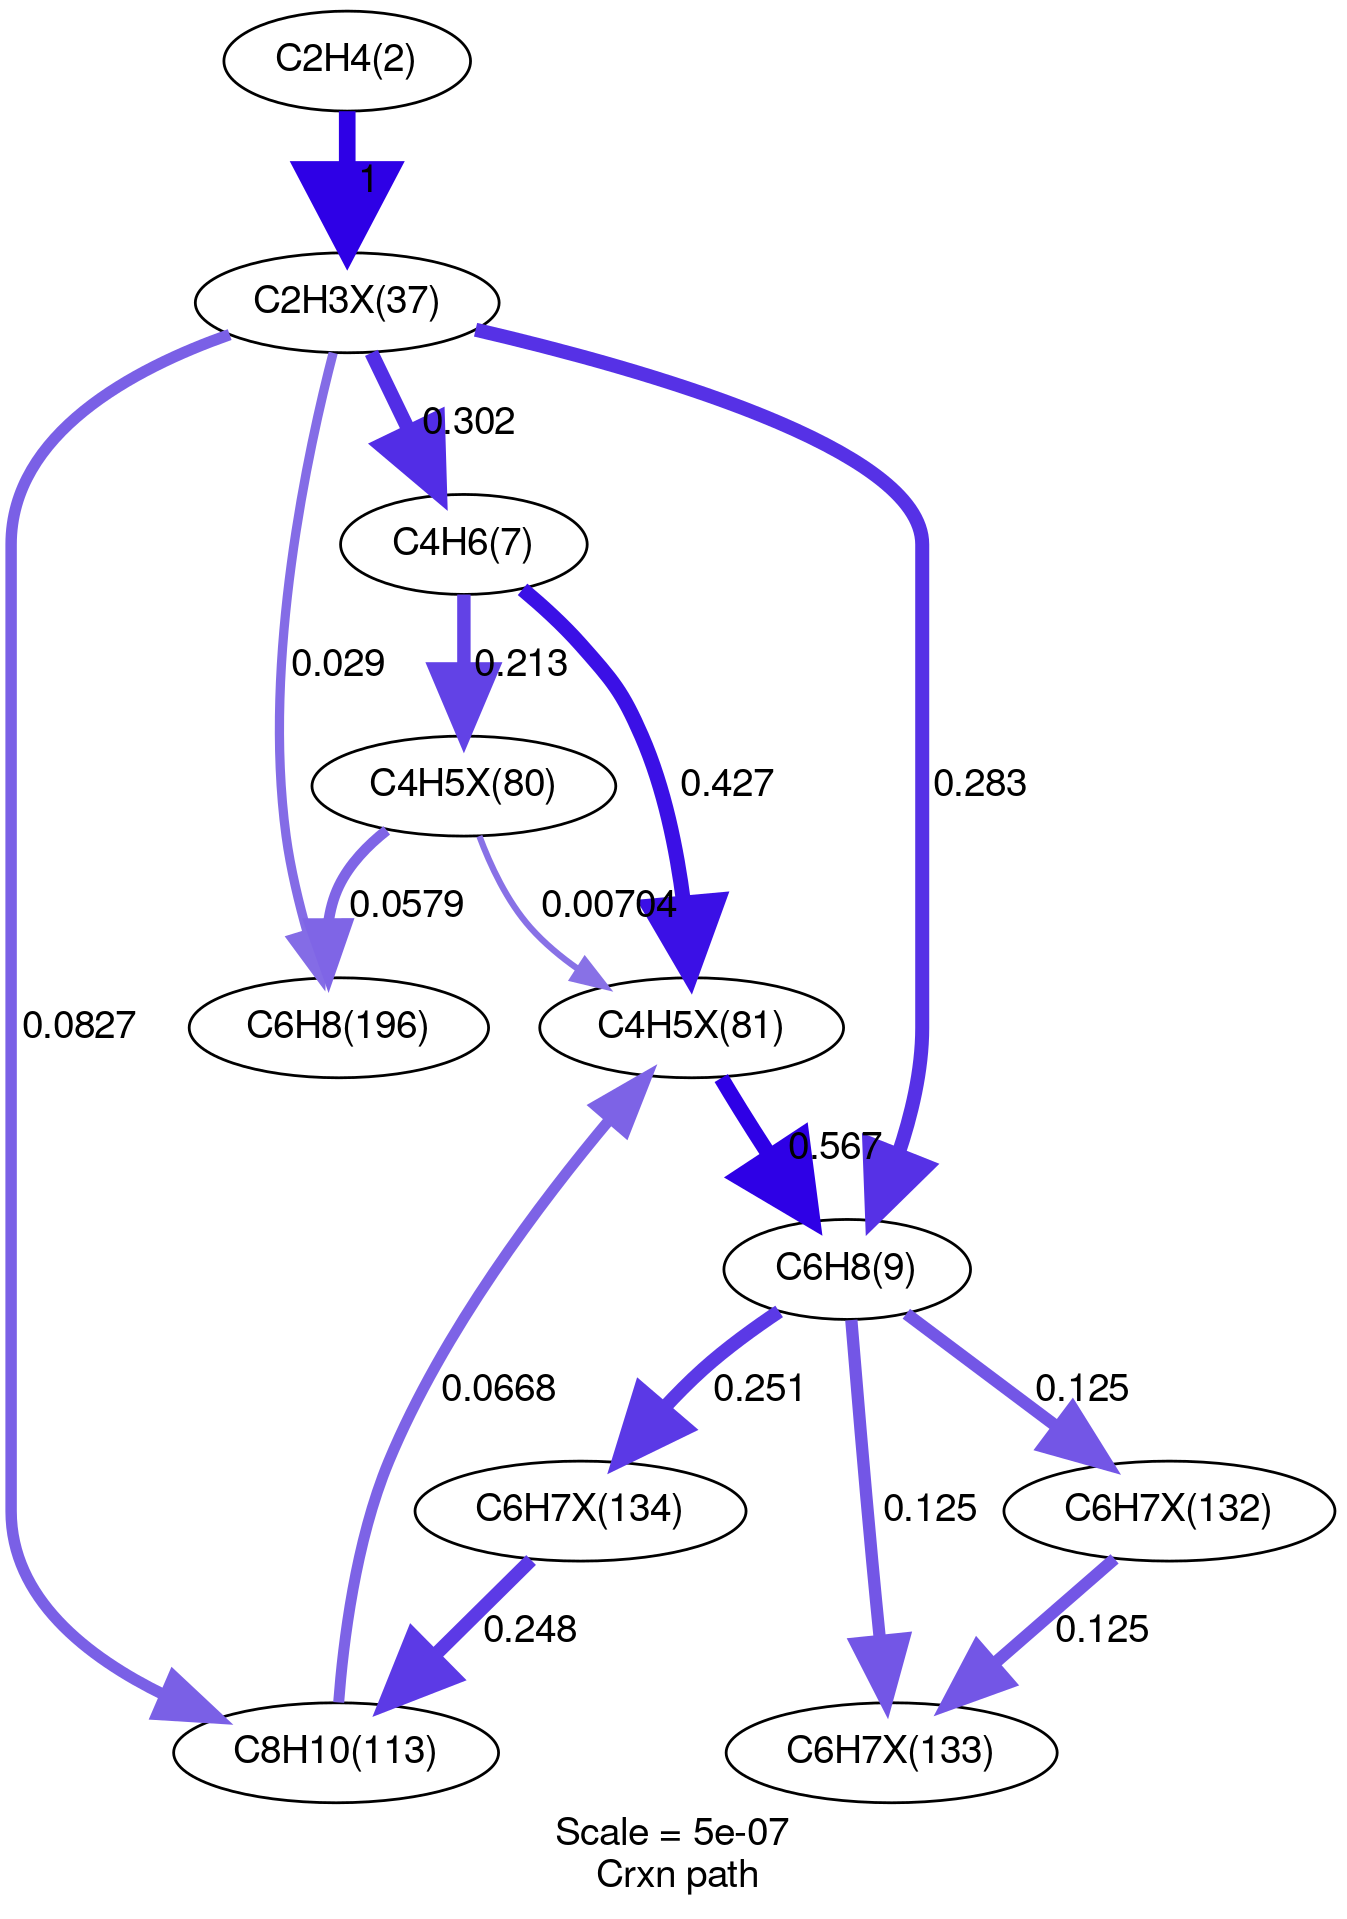 C2H4(2)
1
C2H3X(37)
0.302
C4H6(7)
0.029
0.213
C4H5X(80)
0.427
0.283
0.0579
0.00704
0.0827
C6H8(196)
C4H5X(81)
0.567
C6H8(9)
0.0668
0.251
0.125
C6H7X(134)
0.125
C6H7X(132)
0.248
0.125
C8H10(113)
C6H7X(133)
Scale = 5e-07
Crxn path